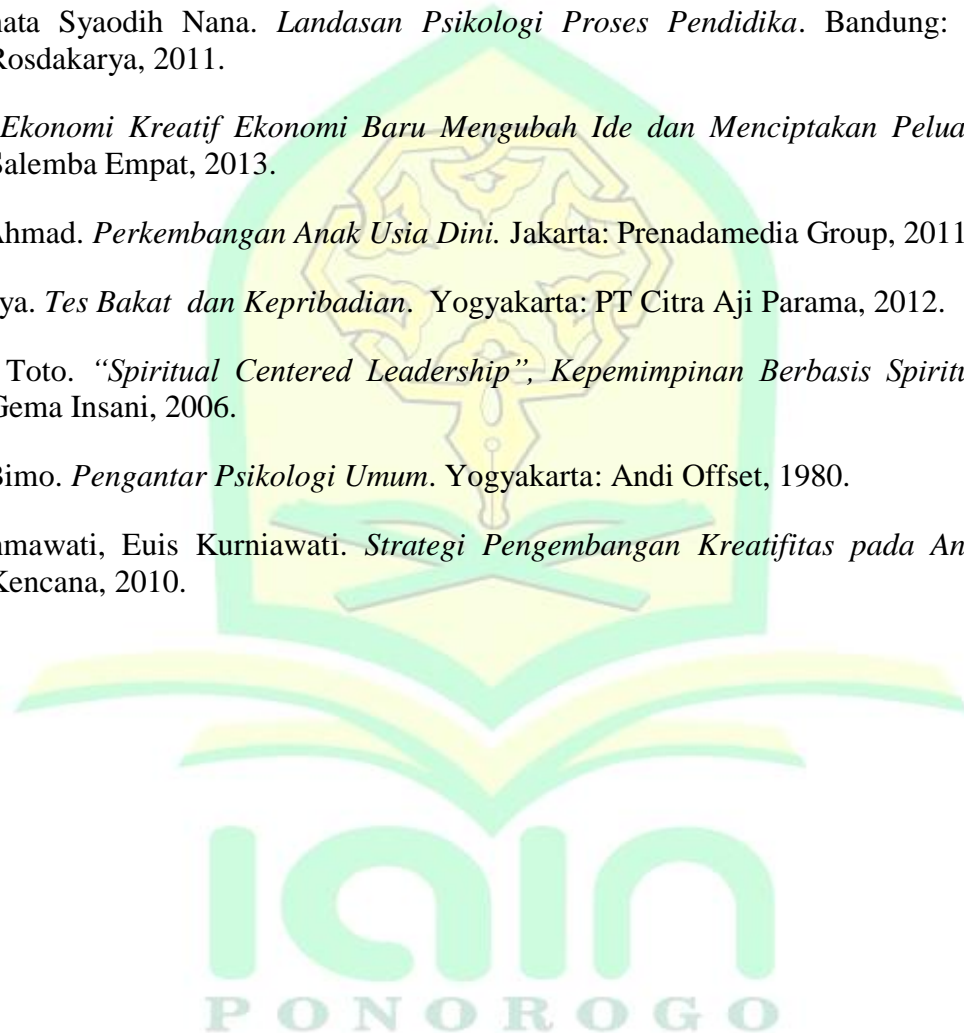 nata Syaodih Nana. Landasan Psikologi Proses Pendidika. Bandung:
Rosdakarya, 2011.
Ekonomi Kreatif Ekonomi Baru Mengubah Ide dan Menciptakan Pelua
Salemba Empat, 2013.
Ahmad. Perkembangan Anak Usia Dini. Jakarta: Prenadamedia Group, 2011
ya. Tes Bakat dan Kepribadian. Yogyakarta: PT Citra Aji Parama, 2012.
Toto. “Spiritual Centered Leadership”, Kepemimpinan Berbasis Spiritu
Gema Insani, 2006.
Bimo. Pengantar Psikologi Umum. Yogyakarta: Andi Offset, 1980.
mawati, Euis Kurniawati. Strategi Pengembangan Kreatifitas pada An
Kencana, 2010.
iain
PONOROGO